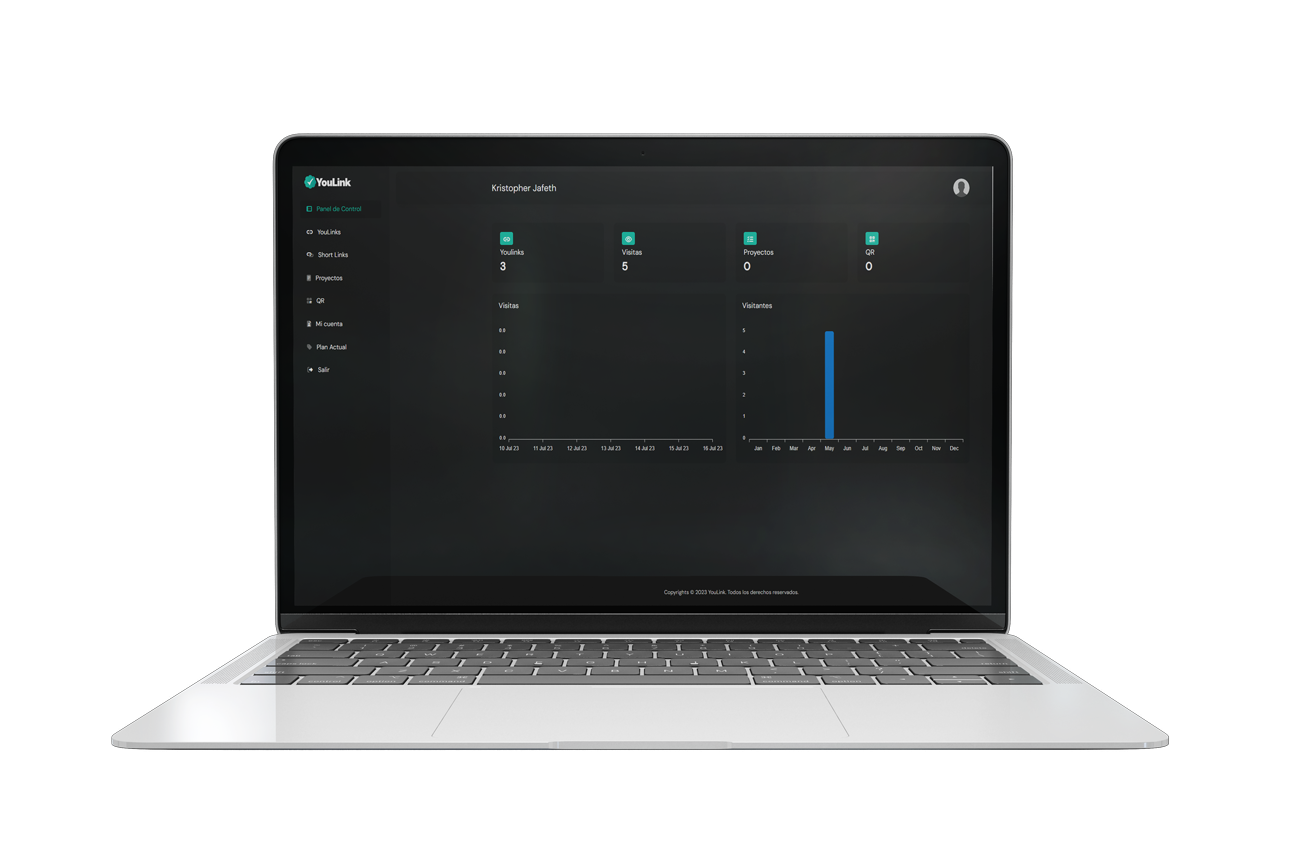 YouLink
Kristopher Jafeth
Panel de Control
YouLinks
Short Links
Proyectos
QR
Mi cuenta
Plan Actual
Salir
Youlinks
3
Visitas
5
Proyectos
0
QR
0
Visitas
0.0
0.0
0.0
0.0
0.0
0.0
10 Jul 23 11 Jul 23 12 Jul 23 13 Jul 23 14 Jul 23 15 Jul 23 16 Jul 23
Visitantes
5
4
3
2
1
0
Jan Feb Mar Apr May Jun Jul Aug Sep Oct Nov Dec
Copyrights © 2023 YouLink. Todos los derechos reservados.